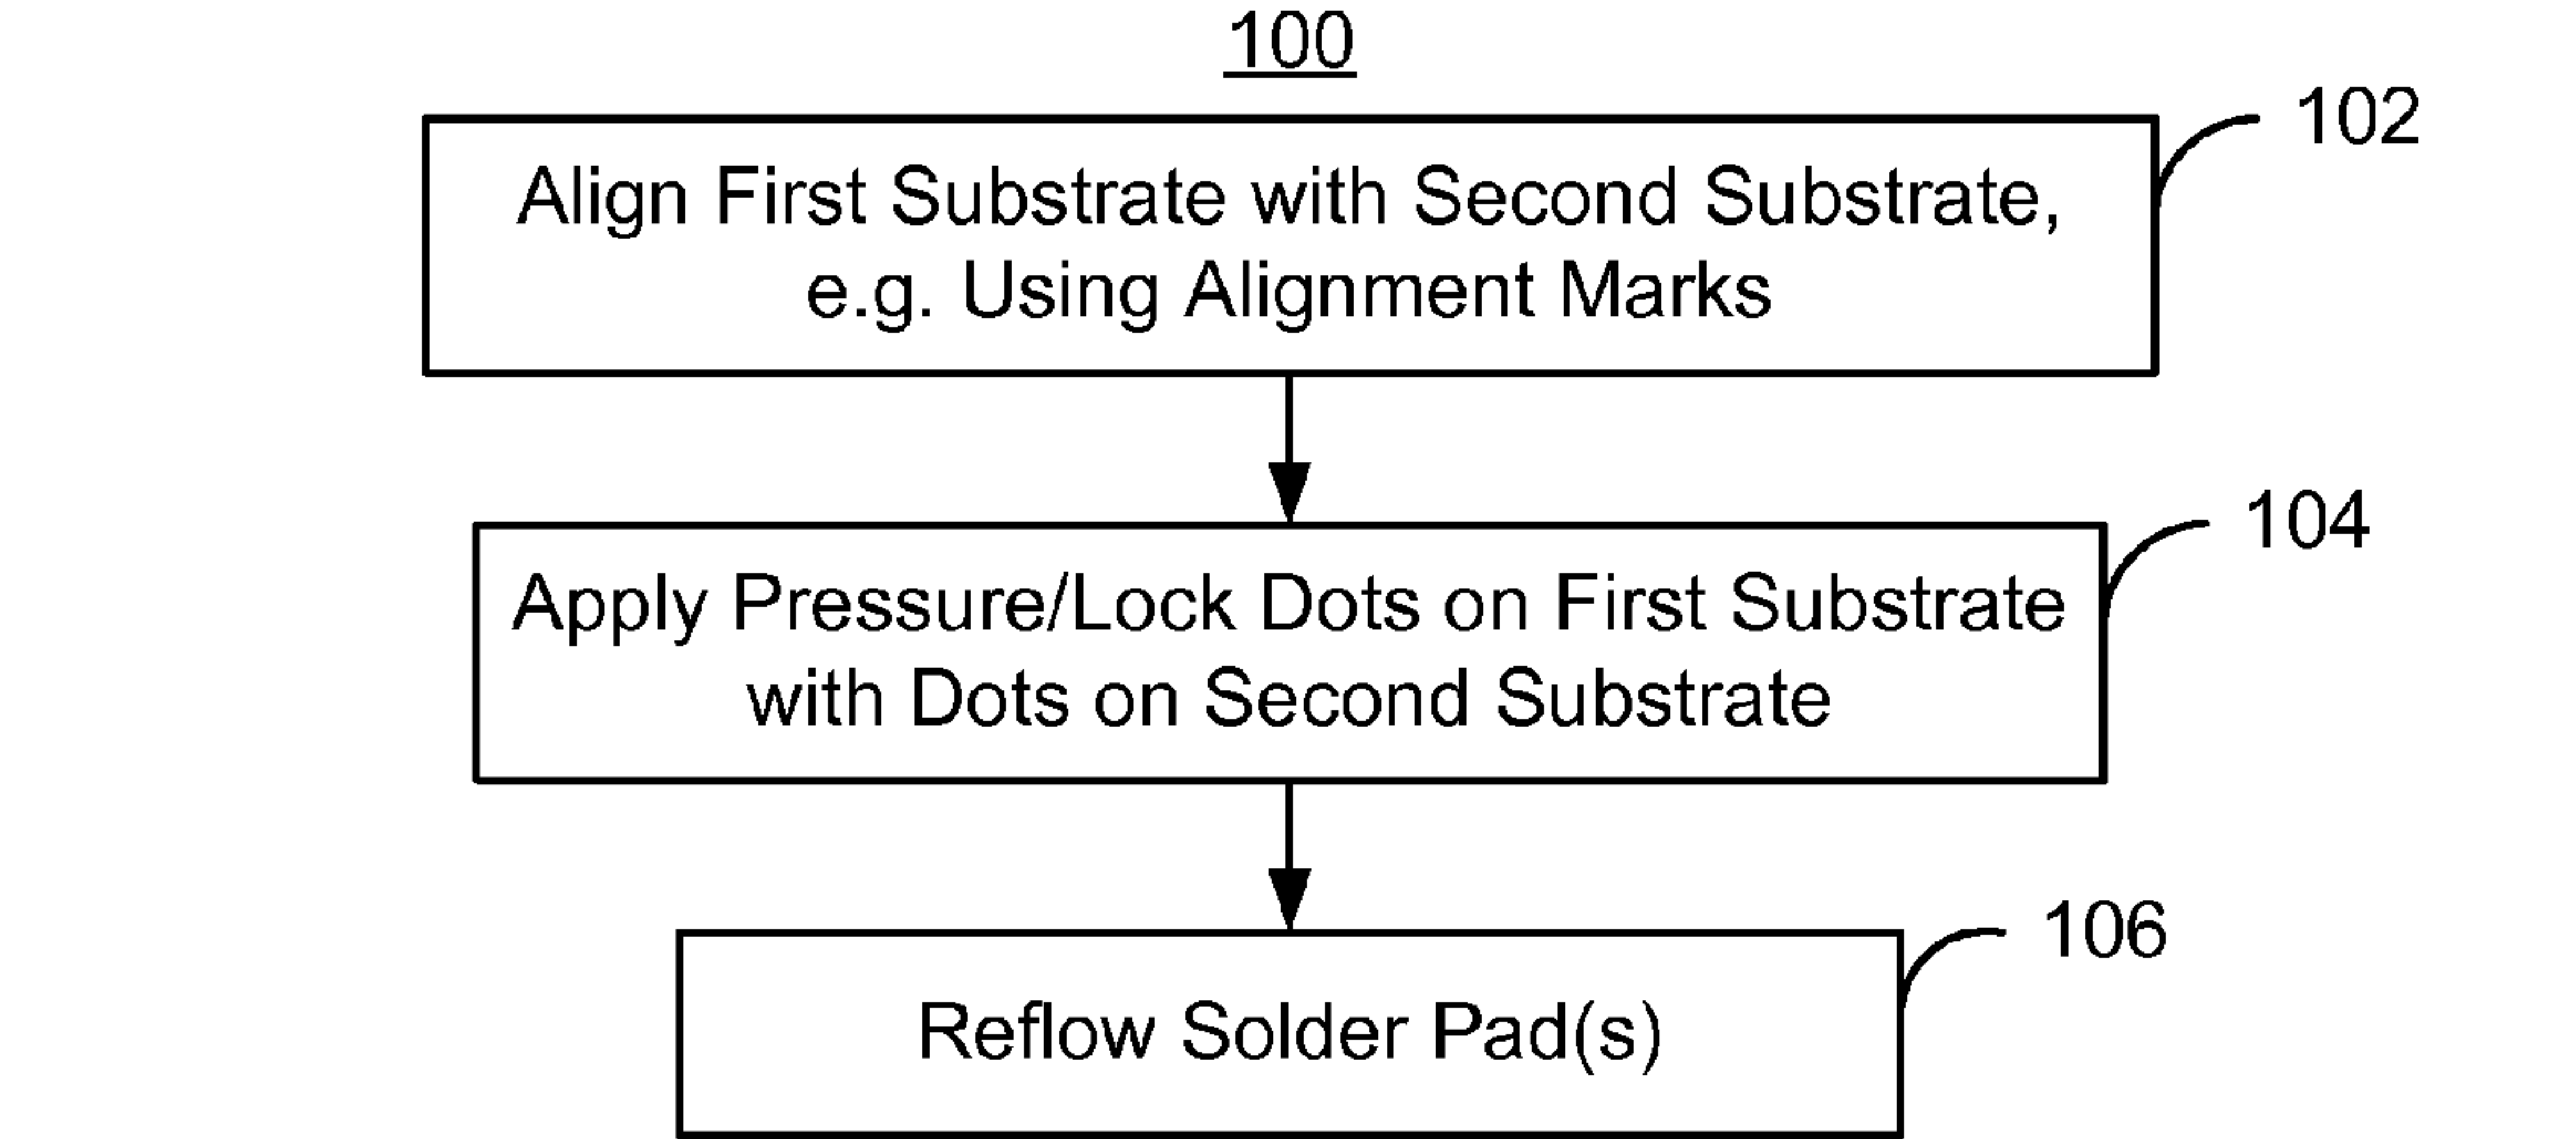 100
102
Align First Substrate with Second Substrate,
e.g. Using Alignment Marks
104
Apply Pressure/Lock Dots on First Substrate
with Dots on Second Substrate
106
Reflow Solder Pad(s)